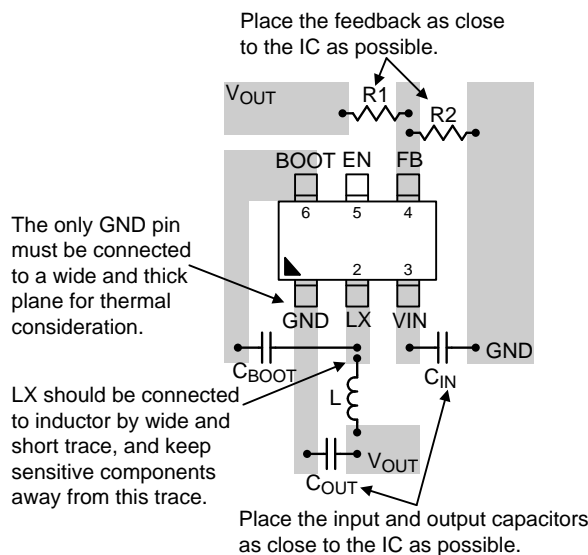 Place the feedback as close
to the IC as possible.
VOUT
R1
R2
BOOT EN FB
6 5 4
The only GND pin
must be connected
to a wide and thick
plane for thermal
consideration.
2 3
GND LX VIN
CBOOT
CIN
GND
LX should be connected
to inductor by wide and
short trace, and keep
sensitive components
away from this trace.
L
VOUT
COUT
Place the input and output capacitors
as close to the IC as possible.